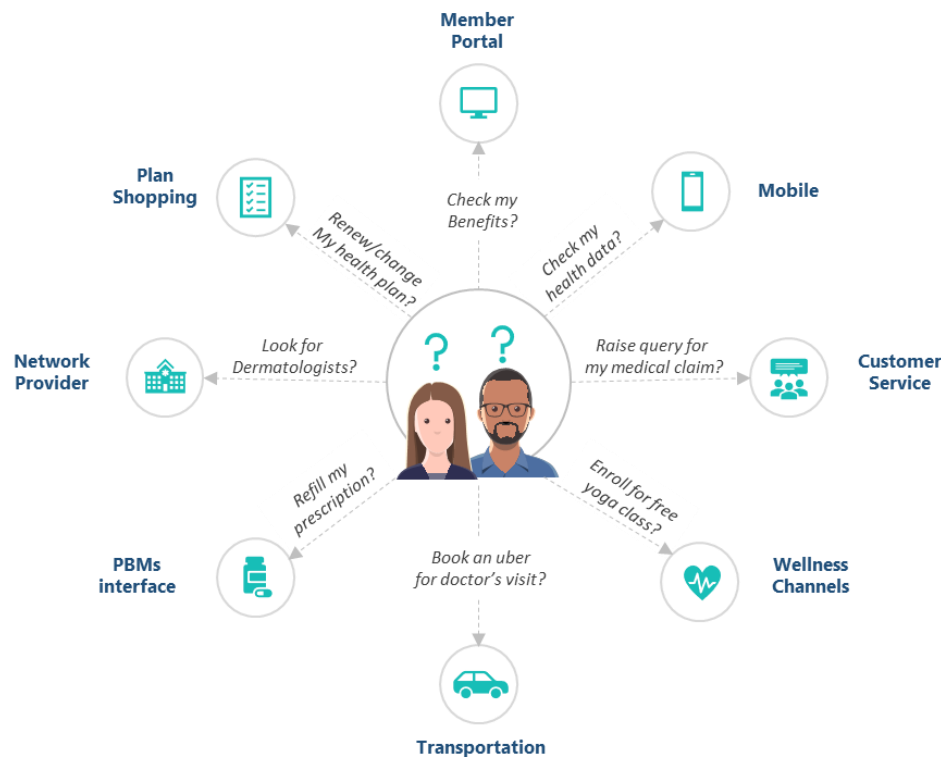 Member
Portal
Check my
Benefits?
Mobile
Check my
health data?
Customer
Service
Raise query for
my medical claim?
Wellness
Channels
Enroll for free
yoga class?
Transportation
Book an uber
for doctor’s visit?
PBMs
interface
Refill my
prescription?
Network
Provider
Look for
Dermatologists?
Plan
Shopping
Renew/change
My health plan?